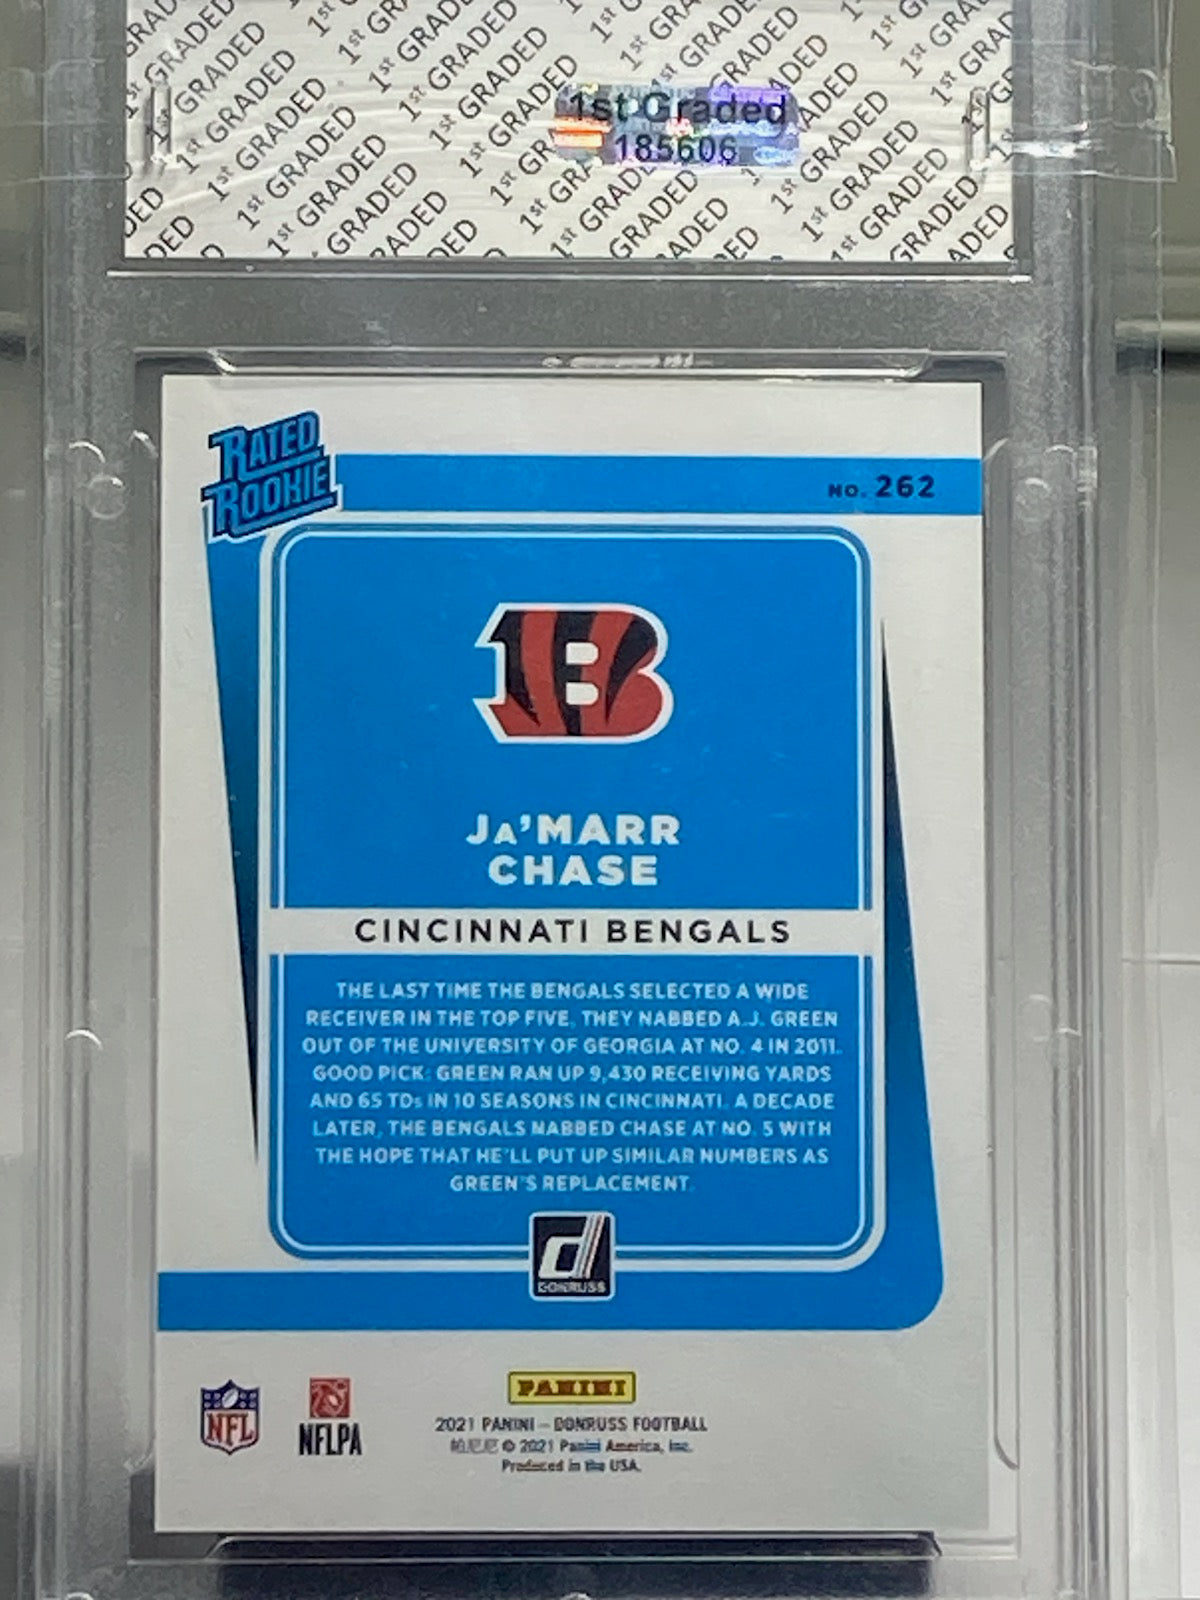 1st Graded
185606
RATED
ROOKIE
NO. 262
JA'MARR
CHASE
CINCINNATI BENGALS
THE LAST TIME THE BENGALS SELECTED A WIDE
RECEIVER IN THE TOP FIVE, THEY NABBED A.J. GREEN
OUT OF THE UNIVERSITY OF GEORGIA AT NO. 4 IN 2011.
GOOD PICK: GREEN RAN UP 9,430 RECEIVING YARDS
AND 65 TDs IN 10 SEASONS IN CINCINNATI. A DECADE
LATER, THE BENGALS NABBED CHASE AT NO. 5 WITH
THE HOPE THAT HE'LL PUT UP SIMILAR NUMBERS AS
GREEN'S REPLACEMENT.
DONRUSS
NFL
NFLPA
PANINI
2021 PANINI – DONRUSS FOOTBALL
帕尼尼 © 2021 Panini America, Inc.
Produced in the USA.